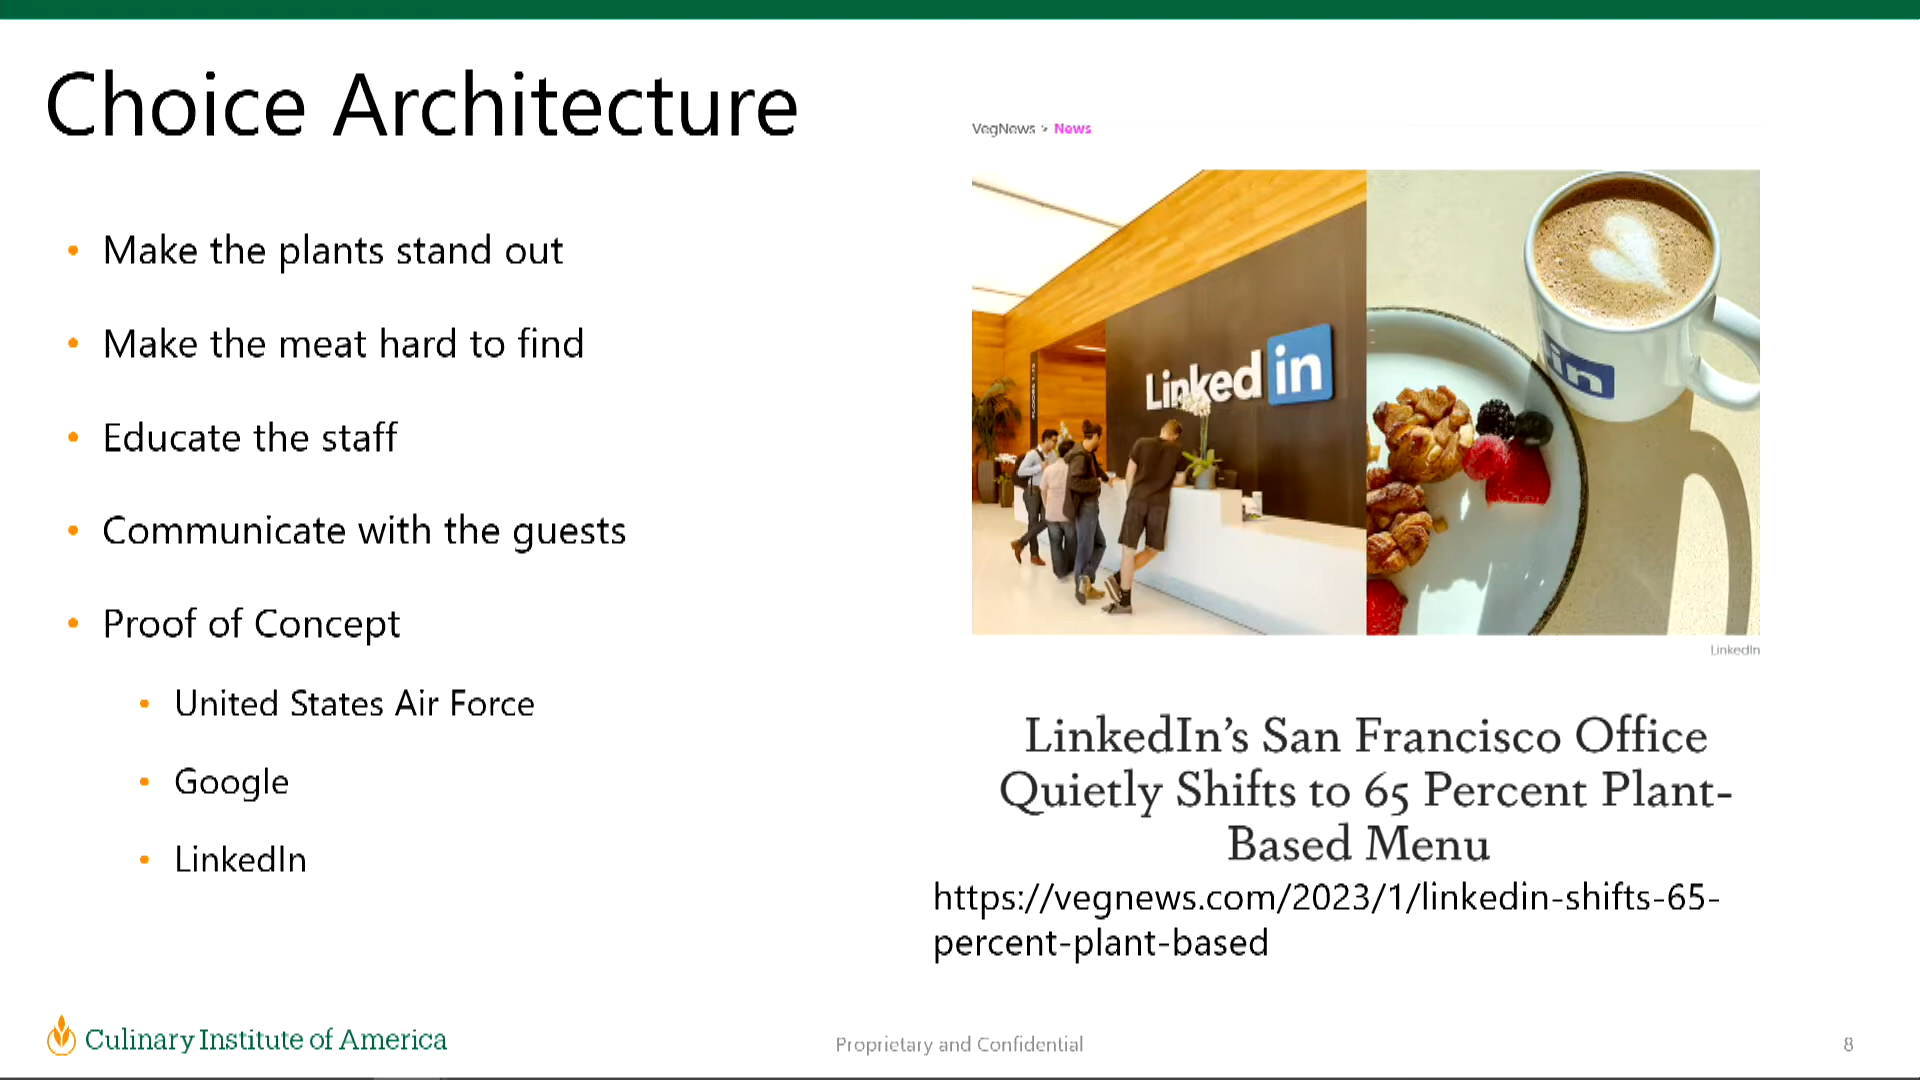 Choice Architecture
• Make the plants stand out
• Make the meat hard to find
• Educate the staff
• Communicate with the guests
• Proof of Concept
• United States Air Force
• Google
• LinkedIn
VegNews > News
Linked in
in
LinkedIn
LinkedIn’s San Francisco Office
Quietly Shifts to 65 Percent Plant-
Based Menu
https://vegnews.com/2023/1/linkedin-shifts-65-
percent-plant-based
Culinary Institute of America
Proprietary and Confidential
8